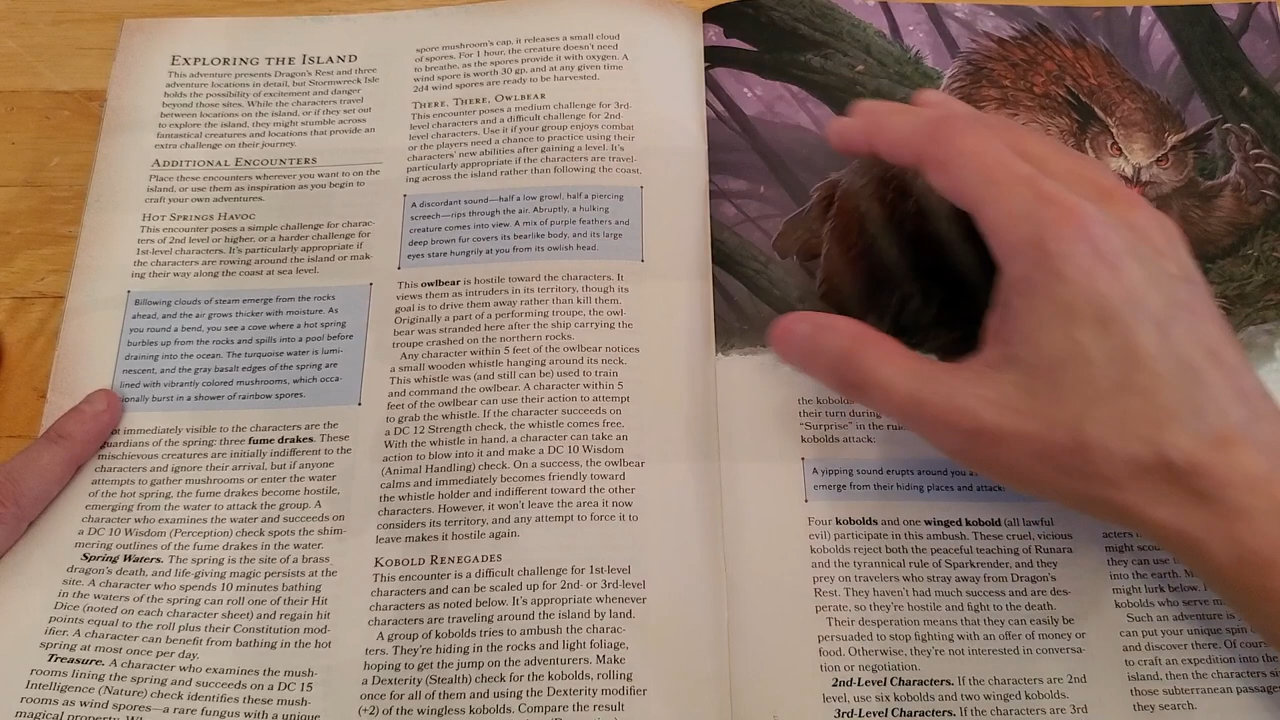 EXPLORING THE ISLAND
This adventure presents Dragon's Rest and three
adventure locations in detail, but Stormwreck Isle
holds the possibility of excitement and danger
beyond those sites. While the characters travel
between locations on the island, or if they set out
to explore the island, they might stumble across
fantastical creatures and locations that provide an
extra challenge on their journey.
ADDITIONAL ENCOUNTERS
Place these encounters wherever you want to on the
island, or use them as inspiration as you begin to
craft your own adventures.
HOT SPRINGS HAVOC
This encounter poses a simple challenge for charac-
ters of 2nd level or higher, or a harder challenge for
1st-level characters. It's particularly appropriate if
the characters are rowing around the island or mak-
ing their way along the coast at sea level.
Billowing clouds of steam emerge from the rocks
ahead, and the air grows thicker with moisture. As
you round a bend, you see a cove where a hot spring
burbles up from the rocks and spills into a pool before
draining into the ocean. The turquoise water is lumi-
nescent, and the gray basalt edges of the spring are
lined with vibrantly colored mushrooms, which occa-
sionally burst in a shower of rainbow spores.
immediately visible to the characters are the
guardians of the spring: three fume drakes. These
mischievous creatures are initially indifferent to the
characters and ignore their arrival, but if anyone
attempts to gather mushrooms or enter the water
of the hot spring, the fume drakes become hostile,
emerging from the water to attack the group. A
character who examines the water and succeeds on
a DC 10 Wisdom (Perception) check spots the shim-
mering outlines of the fume drakes in the water.
Spring Waters. The spring is the site of a brass
dragon's death, and life-giving magic persists at the
site. A character who spends 10 minutes bathing
in the waters of the spring can roll one of their Hit
Dice (noted on each character sheet) and regain hit
points equal to the roll plus their Constitution mod-
ifier. A character can benefit from bathing in the hot
spring at most once per day.
Treasure. A character who examines the mush-
rooms lining the spring and succeeds on a DC 15
Intelligence (Nature) check identifies these mush-
rooms as wind spores—a rare fungus with a unique
magical property.
spore mushroom's cap, it releases a small cloud
of spores. For 1 hour, the creature doesn't need
to breathe, as the spores provide it with oxygen. A
wind spore is worth 30 gp, and at any given time
2d4 wind spores are ready to be harvested.
THERE, THERE, OWLBEAR
This encounter poses a medium challenge for 3rd-
level characters and a difficult challenge for 2nd-
level characters. Use it if your group enjoys combat
or the players need a chance to practice using their
characters' new abilities after gaining a level. It's
particularly appropriate if the characters are travel-
ing across the island rather than following the coast.
A discordant sound—half a low growl, half a piercing
screech—rips through the air. Abruptly, a hulking
creature comes into view. A mix of purple feathers and
deep brown fur covers its bearlike body, and its large
eyes stare hungrily at you from its owlish head.
This owlbear is hostile toward the characters. It
views them as intruders in its territory, though its
goal is to drive them away rather than kill them.
Originally a part of a performing troupe, the owl-
bear was stranded here after the ship carrying the
troupe crashed on the northern rocks.
Any character within 5 feet of the owlbear notices
a small wooden whistle hanging around its neck.
This whistle was (and still can be) used to train
and command the owlbear. A character within 5
feet of the owlbear can use their action to attempt
to grab the whistle. If the character succeeds on
a DC 12 Strength check, the whistle comes free.
With the whistle in hand, a character can take an
action to blow into it and make a DC 10 Wisdom
(Animal Handling) check. On a success, the owlbear
calms and immediately becomes friendly toward
the whistle holder and indifferent toward the other
characters. However, it won't leave the area it now
considers its territory, and any attempt to force it to
leave makes it hostile again.
KOBOLD RENEGADES
This encounter is a difficult challenge for 1st-level
characters and can be scaled up for 2nd- or 3rd-level
characters as noted below. It's appropriate whenever
characters are traveling around the island by land.
A group of kobolds tries to ambush the charac-
ters. They're hiding in the rocks and light foliage,
hoping to get the jump on the adventurers. Make
a Dexterity (Stealth) check for the kobolds, rolling
once for all of them and using the Dexterity modifier
(+2) of the wingless kobolds. Compare the result
the kobolds
their turn during
"Surprise" in the
kobolds attack:
A yipping sound erupts around you
emerge from their hiding places and attack
Four kobolds and one winged kobold (all lawful
evil) participate in this ambush. These cruel, vicious
kobolds reject both the peaceful teaching of Runara
and the tyrannical rule of Sparkrender, and they
prey on travelers who stray away from Dragon's
Rest. They haven't had much success and are des-
perate, so they're hostile and fight to the death.
Their desperation means that they can easily be
persuaded to stop fighting with an offer of money or
food. Otherwise, they're not interested in conversa-
tion or negotiation.
2nd-Level Characters. If the characters are 2nd
level, use six kobolds and two winged kobolds.
3rd-Level Characters. If the characters are 3rd
might
they can use
into the earth.
might lurk below.
kobolds who serve
Such an adventure is
can put your unique spin
and discover there. Of
to craft an expedition into the
island, then the characters
those subterranean
they search.